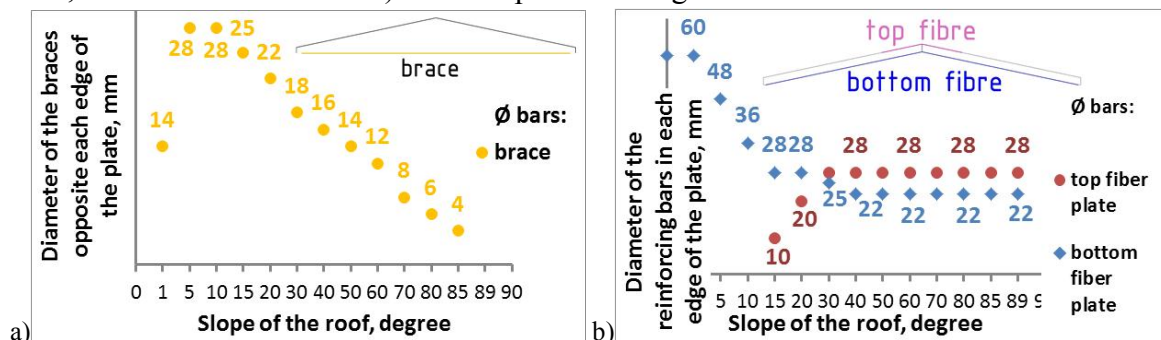 Diameter of the braces
opposite each edge of
the plate, mm
14
28
28
25
22
18
16
14
12
8
6
4
brace
Ø bars:
brace
0 1 5 10 15 20 30 40 50 60 70 80 85 89 90
Slope of the roof, degree
a)
Diameter of the
reinforcing bars in each
edge of the plate, mm
60
48
36
28
28
25
22
22
22
22
10
20
28
28
28
28
top fibre
bottom fibre
Ø bars:
top fiber
plate
bottom
fiber
plate
5 10 15 20 30 40 50 60 70 80 85 89
Slope of the roof, degree
b)